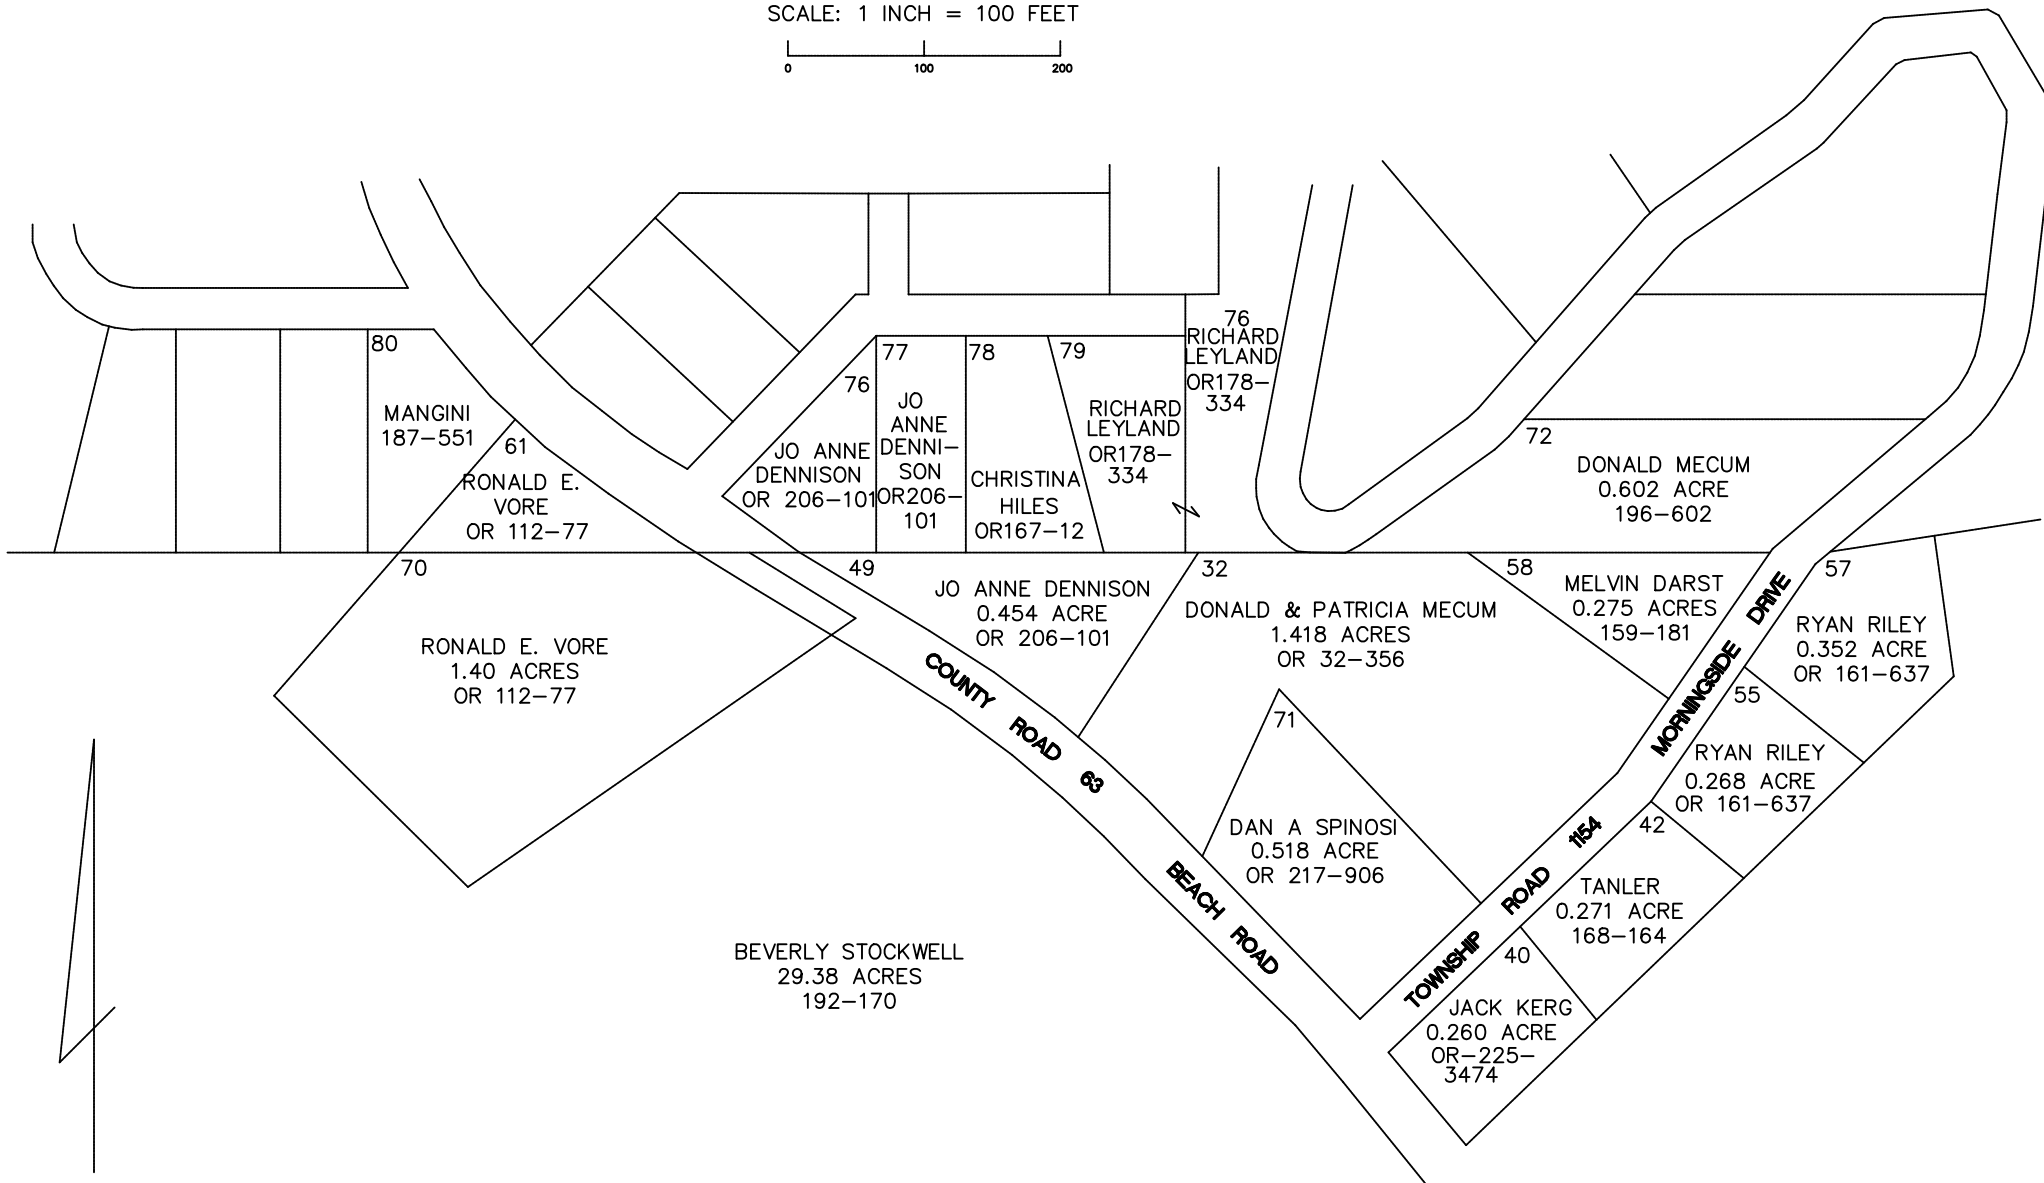 SCALE: 1 INCH = 100 FEET
0 100 200
80
MANGINI
187-551
61
RONALD E.
VORE
OR 112-77
76
JO ANNE
DENNISON
OR 206-101
77
JO
ANNE
DENNI-
SON
OR206-
101
78
CHRISTINA
HILES
OR167-12
79
RICHARD
LEYLAND
OR178-
334
76
RICHARD
LEYLAND
OR178-
334
72
DONALD MECUM
0.602 ACRE
196-602
70
RONALD E. VORE
1.40 ACRES
OR 112-77
49
JO ANNE DENNISON
0.454 ACRE
OR 206-101
32
DONALD & PATRICIA MECUM
1.418 ACRES
OR 32-356
58
MELVIN DARST
0.275 ACRES
159-181
57
RYAN RILEY
0.352 ACRE
OR 161-637
55
RYAN RILEY
0.268 ACRE
OR 161-637
71
DAN A SPINOSI
0.518 ACRE
OR 217-906
42
TANLER
0.271 ACRE
168-164
40
JACK KERG
0.260 ACRE
OR-225-
3474
COUNTY ROAD 63
BEACH ROAD
TOWNSHIP ROAD 1154
MORNINGSIDE DRIVE
BEVERLY STOCKWELL
29.38 ACRES
192-170